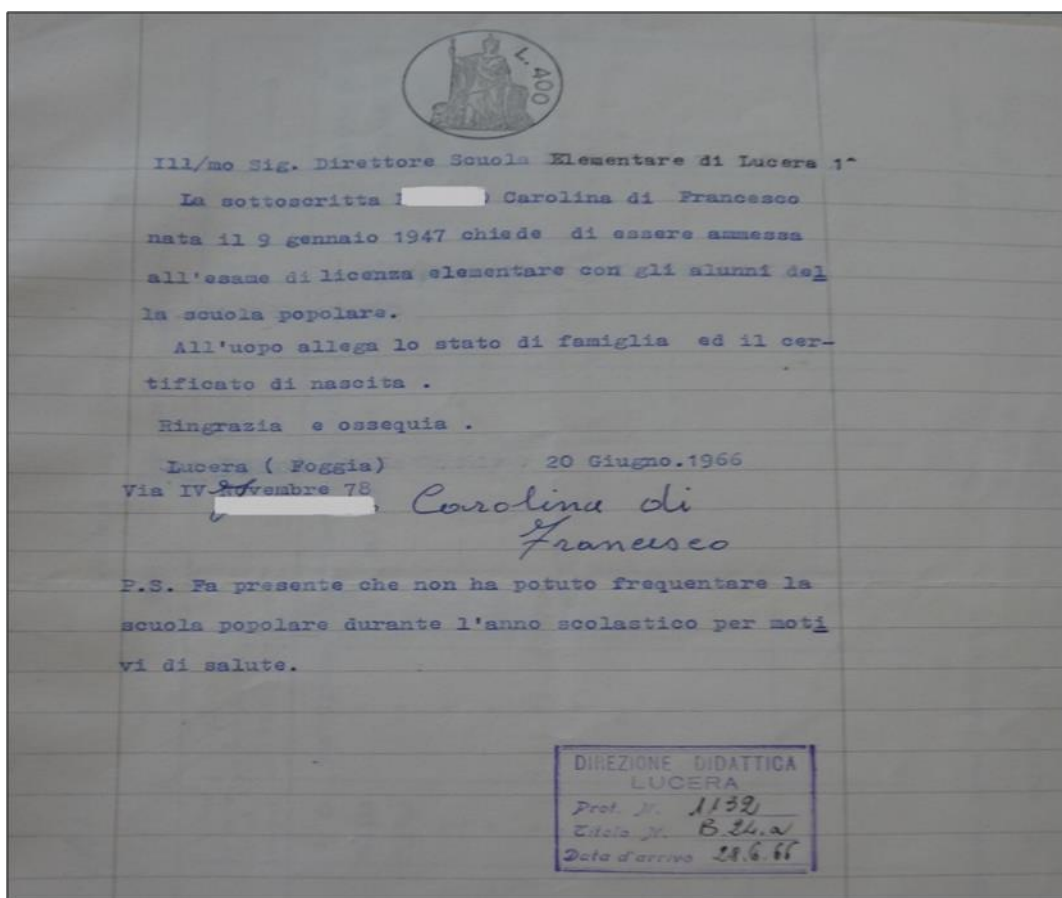 L. 400
Ill/mo Sig. Direttore Scuola Elementare di Lucera 1^
La sottoscritta Carolina di Francesco
nata il 9 gennaio 1947 chiede di essere ammessa
all'esame di licenza elementare con gli alunni del
la scuola popolare.
All'uopo allega lo stato di famiglia ed il cer-
tificato di nascita .
Ringrazia e ossequia .
Lucera ( Foggia) 20 Giugno.1966
Via IV Novembre 78
Carolina di
Francesco
P.S. Fa presente che non ha potuto frequentare la
scuola popolare durante l'anno scolastico per moti
vi di salute.
DIREZIONE DIDATTICA
LUCERA
Prot. N. 1132
Titolo N. B.24.a
Data d'arrivo 28.6.66